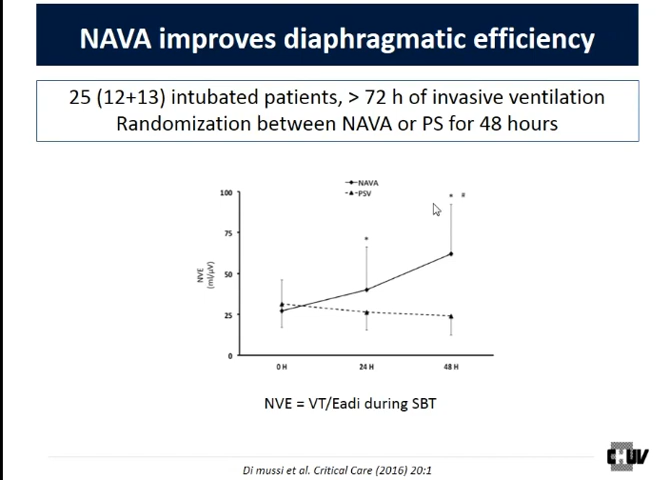 NAVA improves diaphragmatic efficiency
25 (12+13) intubated patients, > 72 h of invasive ventilation
Randomization between NAVA or PS for 48 hours
NAVA
PSV
100
75
50
25
0
NVE
(ml/µV)
*
* #
0 H 24 H 48 H
NVE = VT/Eadi during SBT
Di mussi et al. Critical Care (2016) 20:1
CHUV